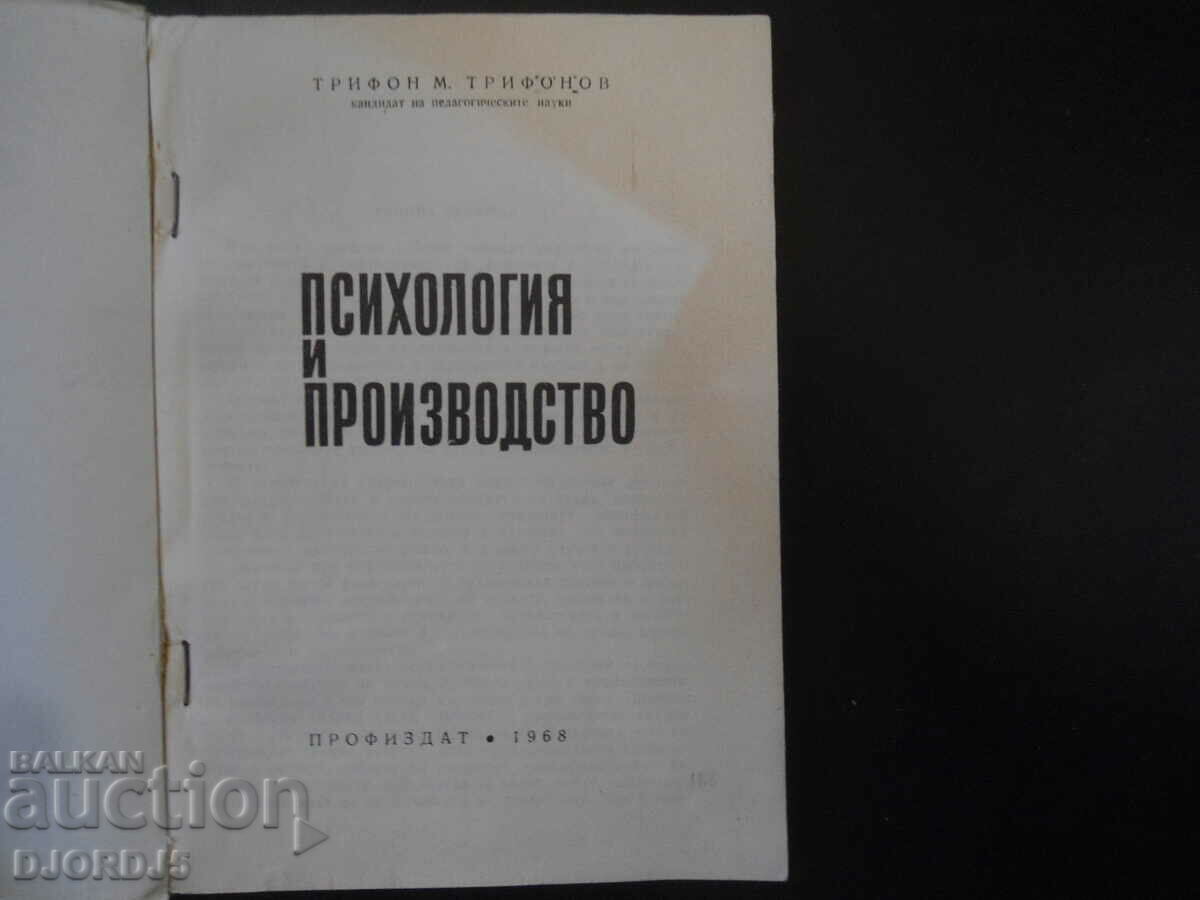 ТРИФОН М. ТРИФОНОВ
кандидат на педагогическите науки
ПСИХОЛОГИЯ
И
ПРОИЗВОДСТВО
ПРОФИЗДАТ • 1968
BALKAN
auction
DJORDJ5